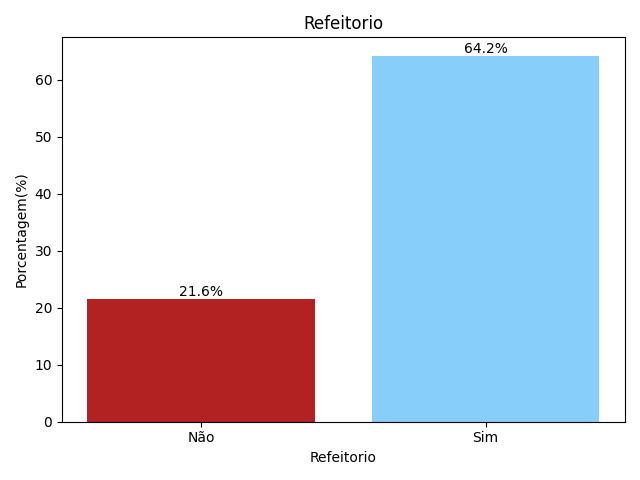 Refeitorio
64.2%
21.6%
Porcentagem(%)
60
50
40
30
20
10
0
Não
Sim
Refeitorio